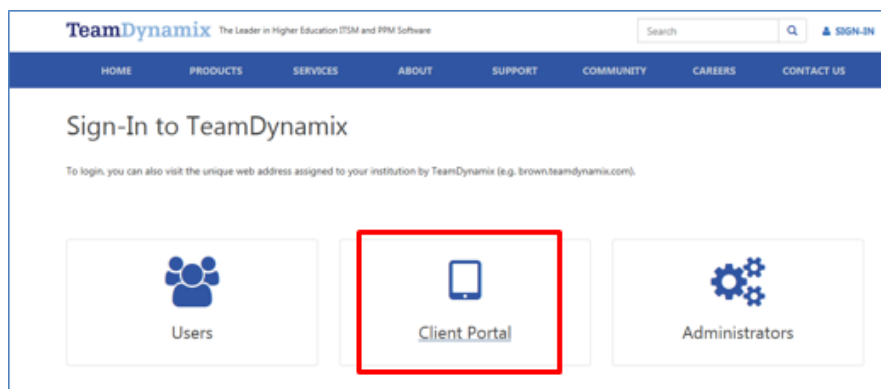 TeamDynamix The Leader in Higher Education ITSM and PPM Software Search SIGN-IN
HOME PRODUCTS SERVICES ABOUT SUPPORT COMMUNITY CAREERS CONTACT US
Sign-In to TeamDynamix
To login, you can also visit the unique web address assigned to your institution by TeamDynamix (e.g. brown.teamdynamix.com).
Users Client Portal Administrators